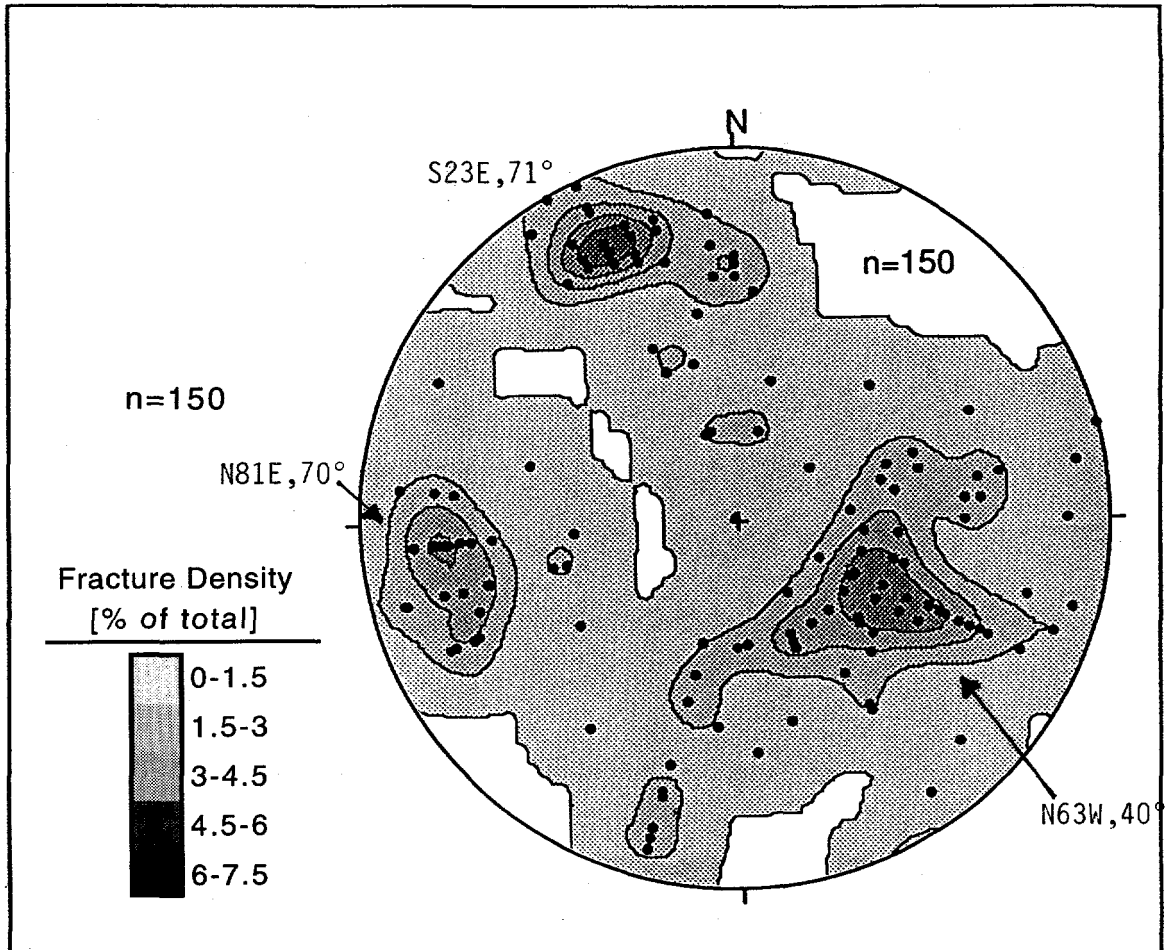 N
S23E,71°
n=150
n=150
N81E,70°
Fracture Density
[% of total]
0-1.5
1.5-3
3-4.5
4.5-6
6-7.5
N63W,40°